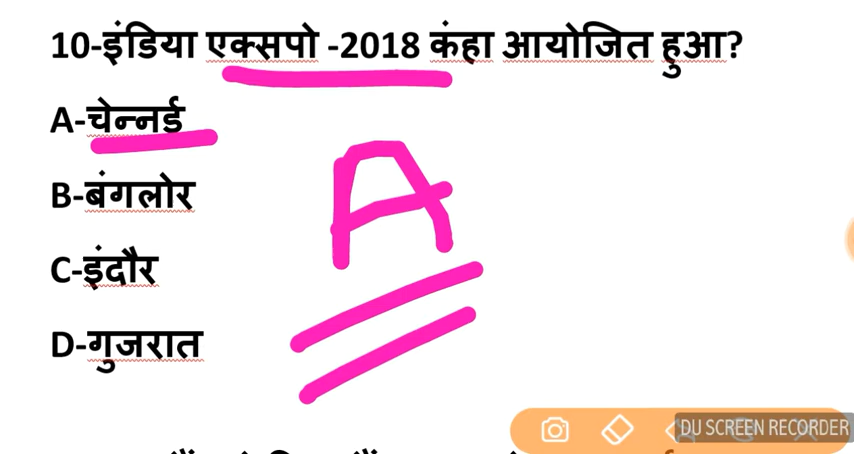 10-इंडिया एक्सपो -2018 कंहा आयोजित हुआ?
A-चेन्नई
A
B-बंगलोर
C-इंदौर
D-गुजरात
DU SCREEN RECORDER